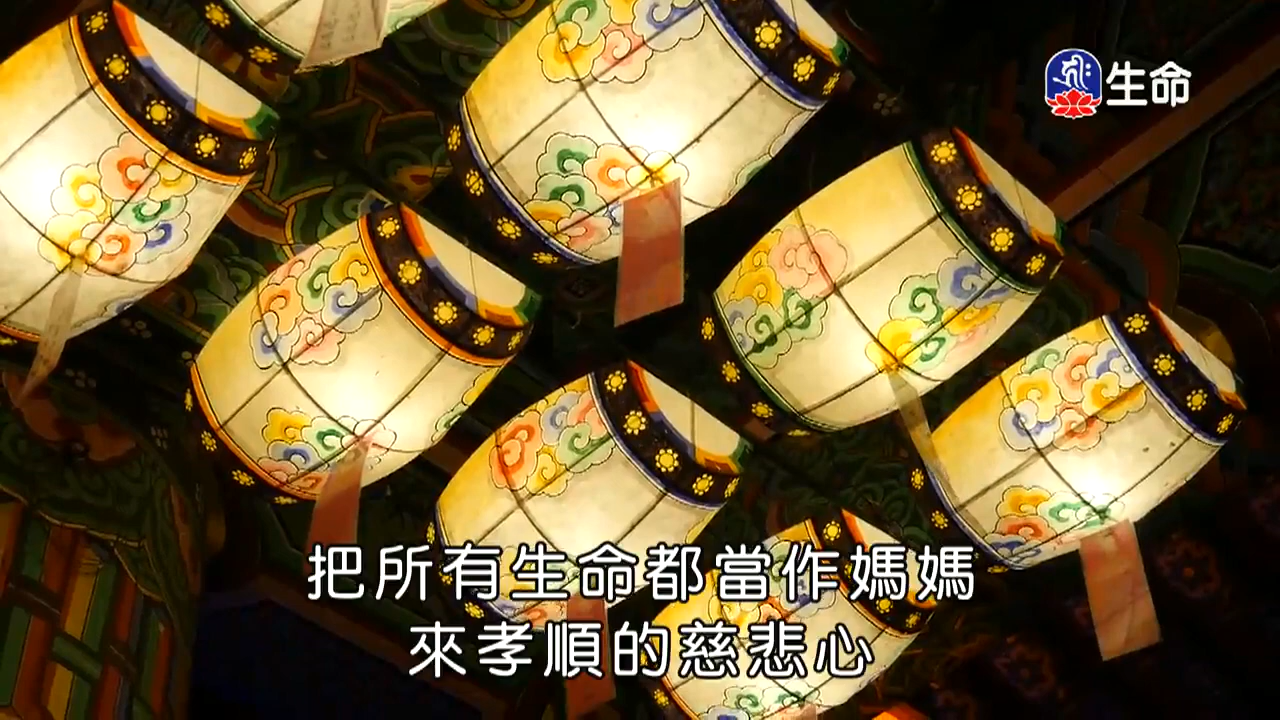 生命
把所有生命都當作媽媽
來孝順的慈悲心